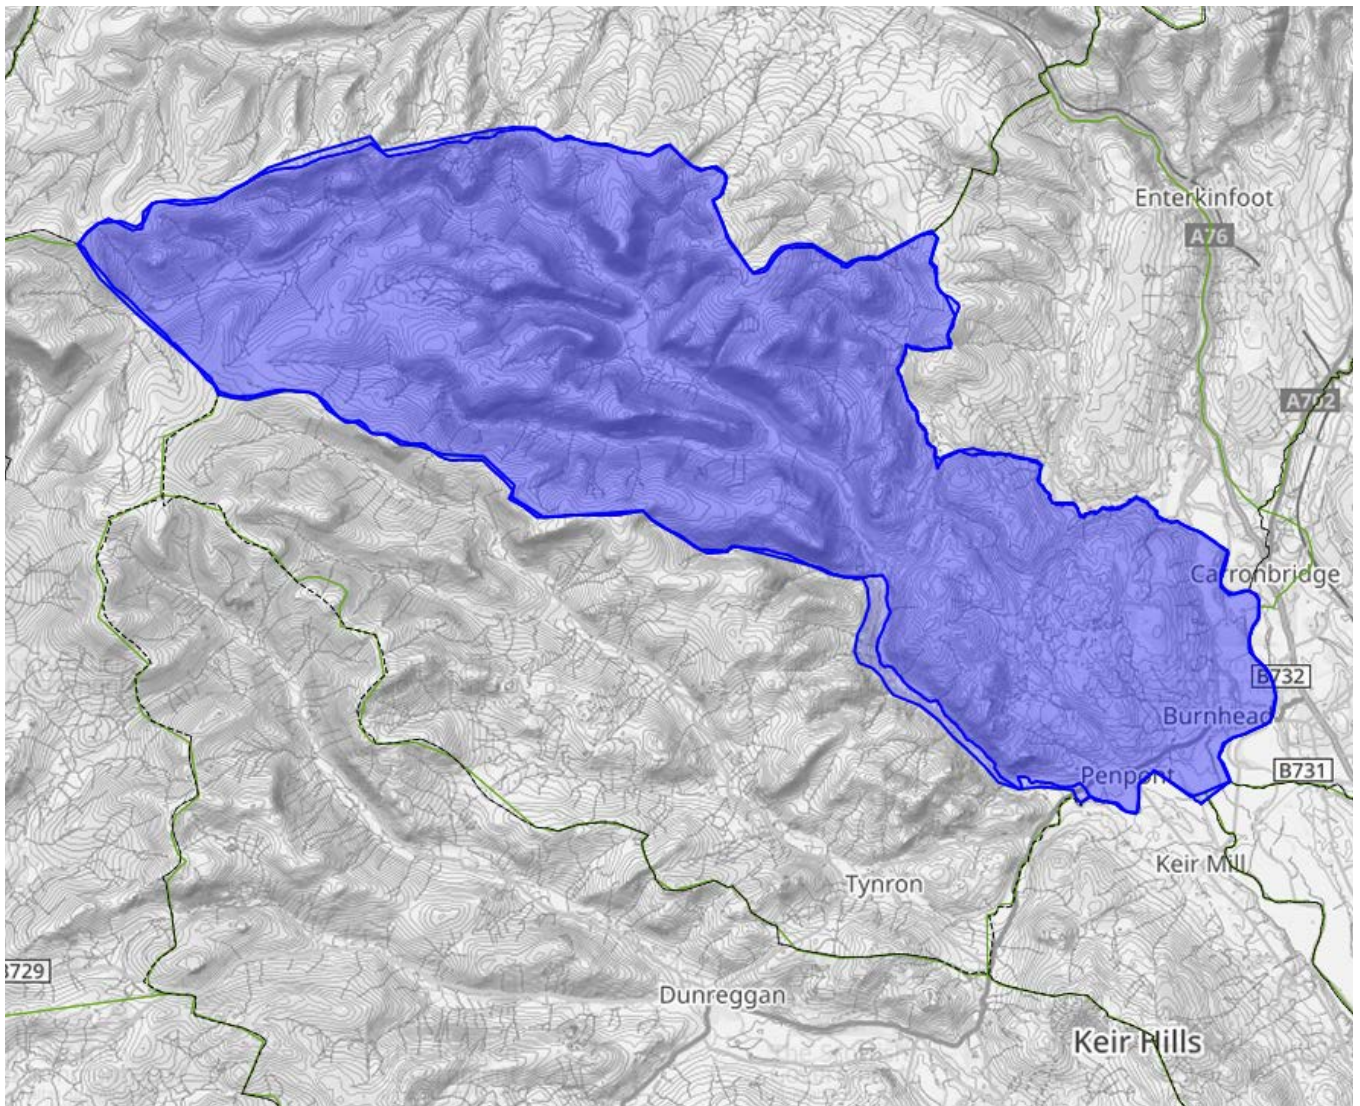 Enterkinfoot
A76
A702
Carronbridge
B732
Burnhead
Penpont
B731
Keir Mill
Tynron
B729
Dunreggan
Keir Hills